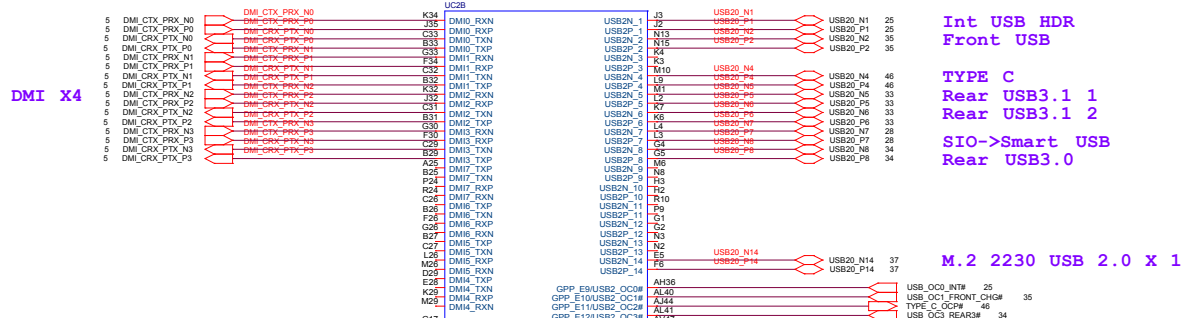 UC2B
DMI X4
5 DMI_CTX_PRX_N0
5 DMI_CTX_PRX_P0
5 DMI_CRX_PTX_N0
5 DMI_CRX_PTX_P0
5 DMI_CTX_PRX_N1
5 DMI_CTX_PRX_P1
5 DMI_CRX_PTX_N1
5 DMI_CRX_PTX_P1
5 DMI_CTX_PRX_N2
5 DMI_CTX_PRX_P2
5 DMI_CRX_PTX_N2
5 DMI_CRX_PTX_P2
5 DMI_CTX_PRX_N3
5 DMI_CTX_PRX_P3
5 DMI_CRX_PTX_N3
5 DMI_CRX_PTX_P3
DMI_CTX_PRX_N0
DMI_CTX_PRX_P0
DMI_CRX_PTX_N0
DMI_CRX_PTX_P0
DMI_CTX_PRX_N1
DMI_CTX_PRX_P1
DMI_CRX_PTX_N1
DMI_CRX_PTX_P1
DMI_CTX_PRX_N2
DMI_CTX_PRX_P2
DMI_CRX_PTX_N2
DMI_CRX_PTX_P2
DMI_CTX_PRX_N3
DMI_CTX_PRX_P3
DMI_CRX_PTX_N3
DMI_CRX_PTX_P3
K34 DMI0_RXN
J35 DMI0_RXP
C33 DMI0_TXN
B33 DMI0_TXP
G33 DMI1_RXN
F34 DMI1_RXP
C32 DMI1_TXN
B32 DMI1_TXP
K32 DMI2_RXN
J32 DMI2_RXP
C31 DMI2_TXN
B31 DMI2_TXP
G30 DMI3_RXN
F30 DMI3_RXP
C29 DMI3_TXN
B29 DMI3_TXP
A25 DMI7_TXP
B25 DMI7_TXN
P24 DMI7_RXP
R24 DMI7_RXN
C26 DMI6_TXP
B26 DMI6_TXN
F26 DMI6_RXP
G26 DMI6_RXN
B27 DMI5_TXP
C27 DMI5_TXN
L26 DMI5_RXP
M26 DMI5_RXN
D29 DMI4_TXP
E28 DMI4_TXN
K29 DMI4_RXP
M29 DMI4_RXN
USB2N_1 J3 USB20_N1 USB20_N1 25
USB2P_1 J2 USB20_P1 USB20_P1 25
USB2N_2 N13 USB20_N2 USB20_N2 35
USB2P_2 N15 USB20_P2 USB20_P2 35
USB2N_3 K4
USB2P_3 K3
USB2N_4 M10 USB20_N4 USB20_N4 46
USB2P_4 L9 USB20_P4 USB20_P4 46
USB2N_5 M1 USB20_N5 USB20_N5 33
USB2P_5 L2 USB20_P5 USB20_P5 33
USB2N_6 K7 USB20_N6 USB20_N6 33
USB2P_6 K6 USB20_P6 USB20_P6 33
USB2N_7 L4 USB20_N7 USB20_N7 28
USB2P_7 L3 USB20_P7 USB20_P7 28
USB2N_8 G4 USB20_N8 USB20_N8 34
USB2P_8 G5 USB20_P8 USB20_P8 34
USB2N_9 M6
USB2P_9 N8
USB2N_10 H3
USB2P_10 H2
USB2N_11 R10
USB2P_11 P9
USB2N_12 G1
USB2P_12 G2
USB2N_13 N3
USB2P_13 N2
USB2N_14 E5 USB20_N14 USB20_N14 37
USB2P_14 F6 USB20_P14 USB20_P14 37
GPP_E9/USB2_OC0# AH36 USB_OC0_INT# 25
GPP_E10/USB2_OC1# AL40 USB_OC1_FRONT_CHG# 35
GPP_E11/USB2_OC2# AJ44 TYPE_C_OCP# 46
GPP_E12/USB2_OC3# AL41 USB_OC3_REAR3# 34
Int USB HDR
Front USB
TYPE C
Rear USB3.1 1
Rear USB3.1 2
SIO->Smart USB
Rear USB3.0
M.2 2230 USB 2.0 X 1